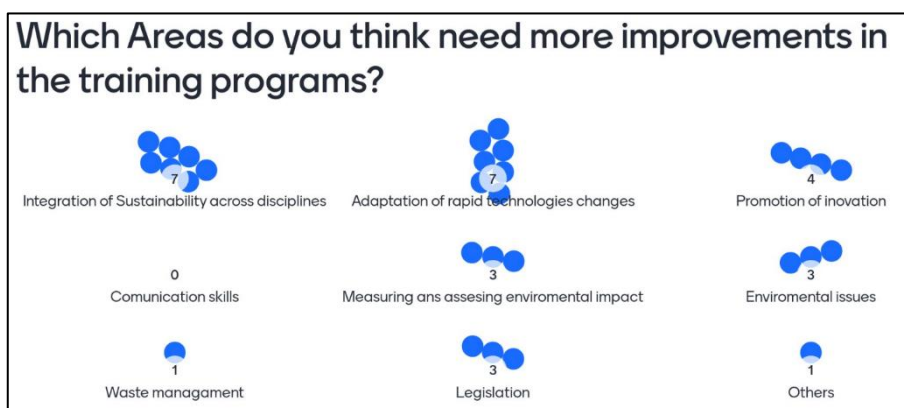 Which Areas do you think need more improvements in
the training programs?
7
Integration of Sustainability across disciplines
7
Adaptation of rapid technologies changes
4
Promotion of inovation
0
Comunication skills
3
Measuring ans assesing enviromental impact
3
Enviromental issues
1
Waste managament
3
Legislation
1
Others